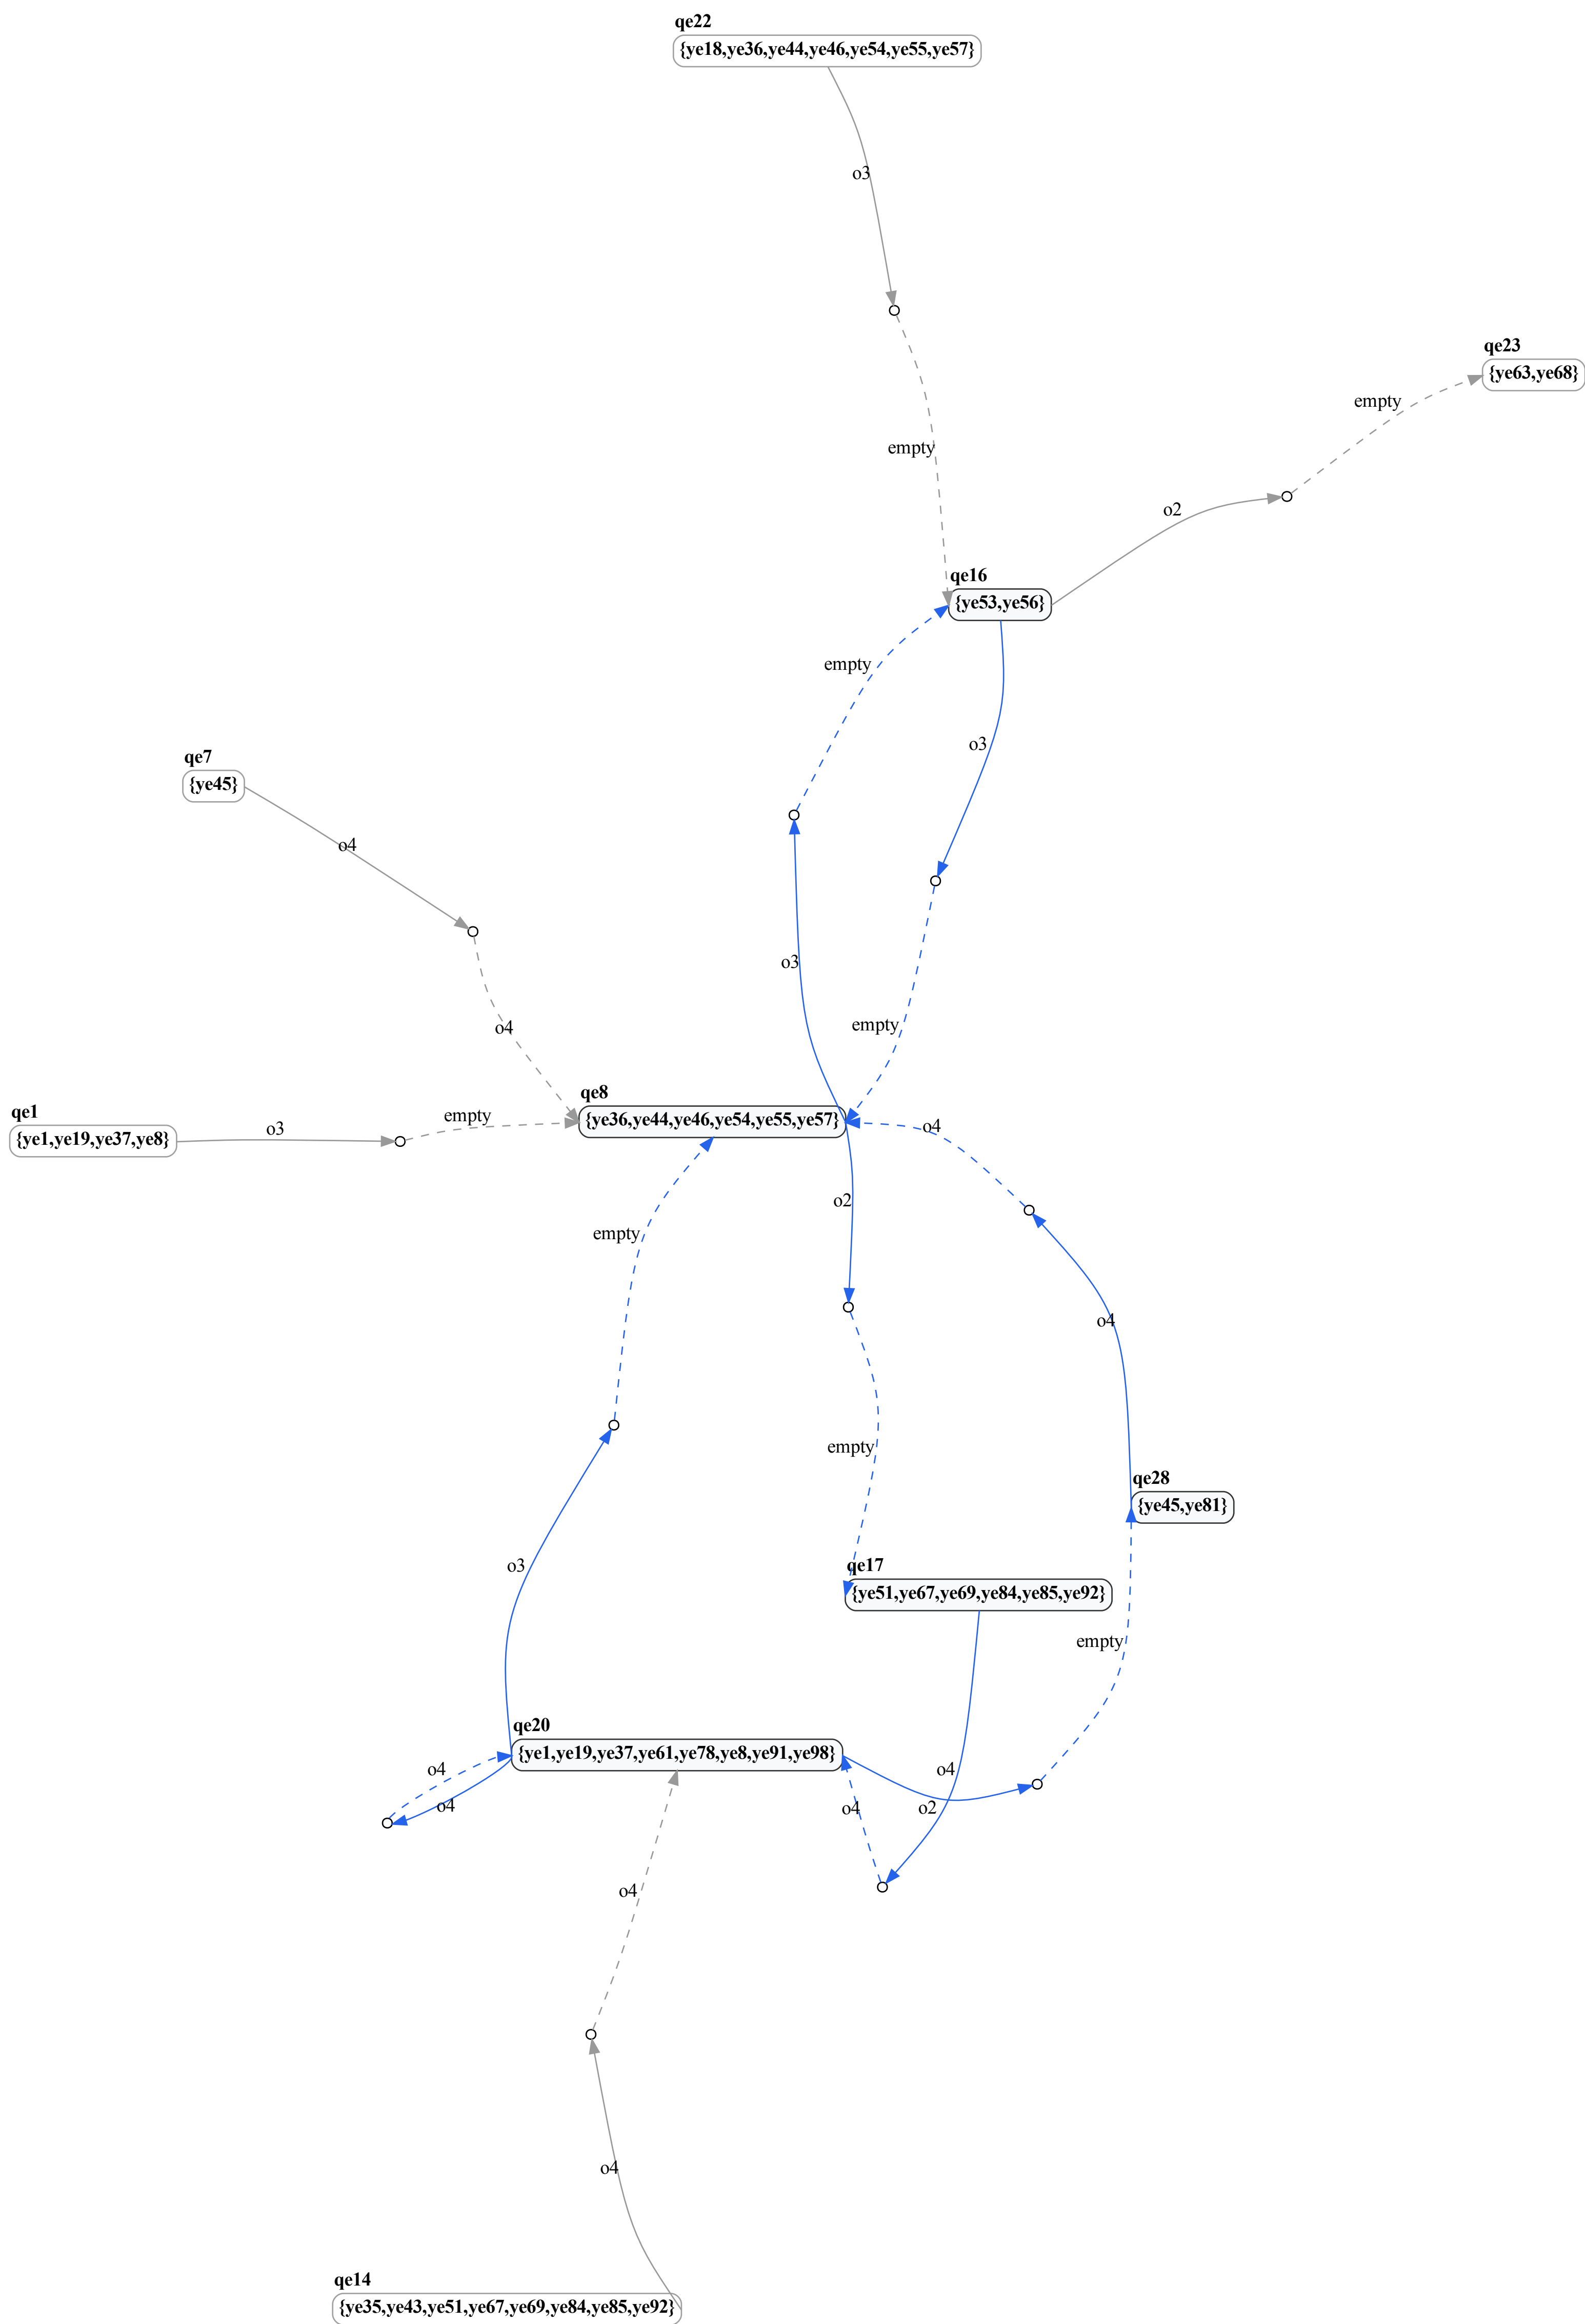 qe22
{ye18,ye36,ye44,ye46,ye54,ye55,ye57}
o3
qe23
{ye63,ye68}
empty
empty
o2
qe16
{ye53,ye56}
empty
o3
qe7
{ye45}
o4
o3
o4
empty
qe8
{ye36,ye44,ye46,ye54,ye55,ye57}
qe1
{ye1,ye19,ye37,ye8}
o3
empty
o4
o2
empty
o4
empty
qe28
{ye45,ye81}
o3
qe17
{ye51,ye67,ye69,ye84,ye85,ye92}
empty
qe20
{ye1,ye19,ye37,ye61,ye78,ye8,ye91,ye98}
o4
o4
o4
o4
o2
o4
o4
qe14
{ye35,ye43,ye51,ye67,ye69,ye84,ye85,ye92}